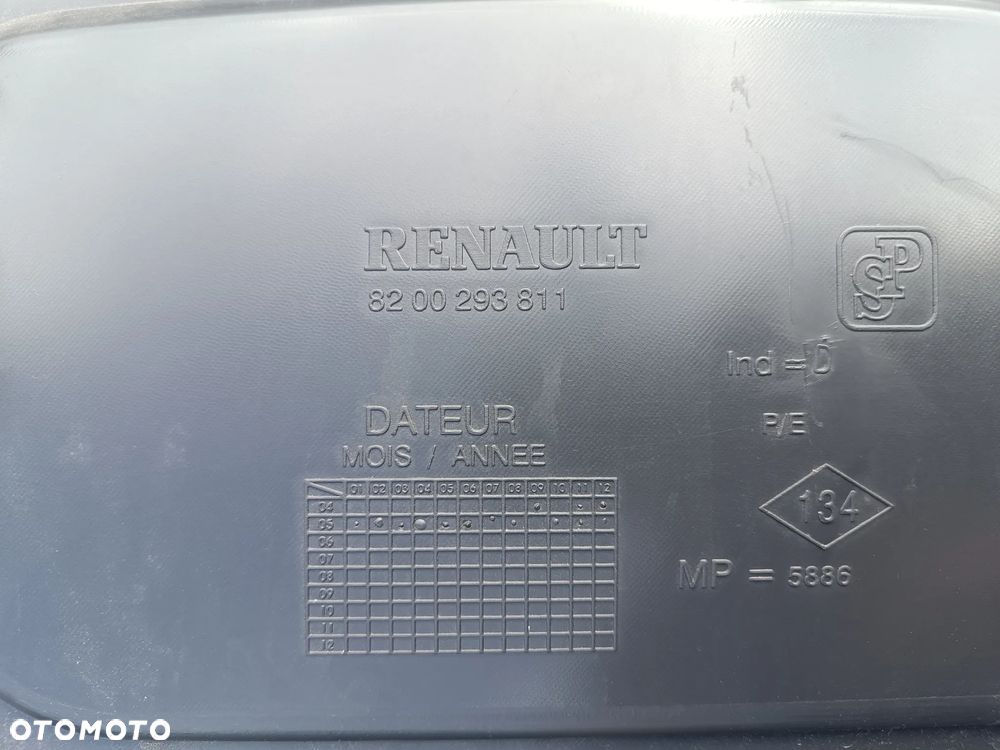 RENAULT
82 00 293 811
SP
Ind = D
P/E
DATEUR
MOIS / ANNEE
01 02 03 04 05 06 07 08 09 10 11 12
04
05
06
07
08
09
10
11
12
134
MP = 5886
OTOMOTO